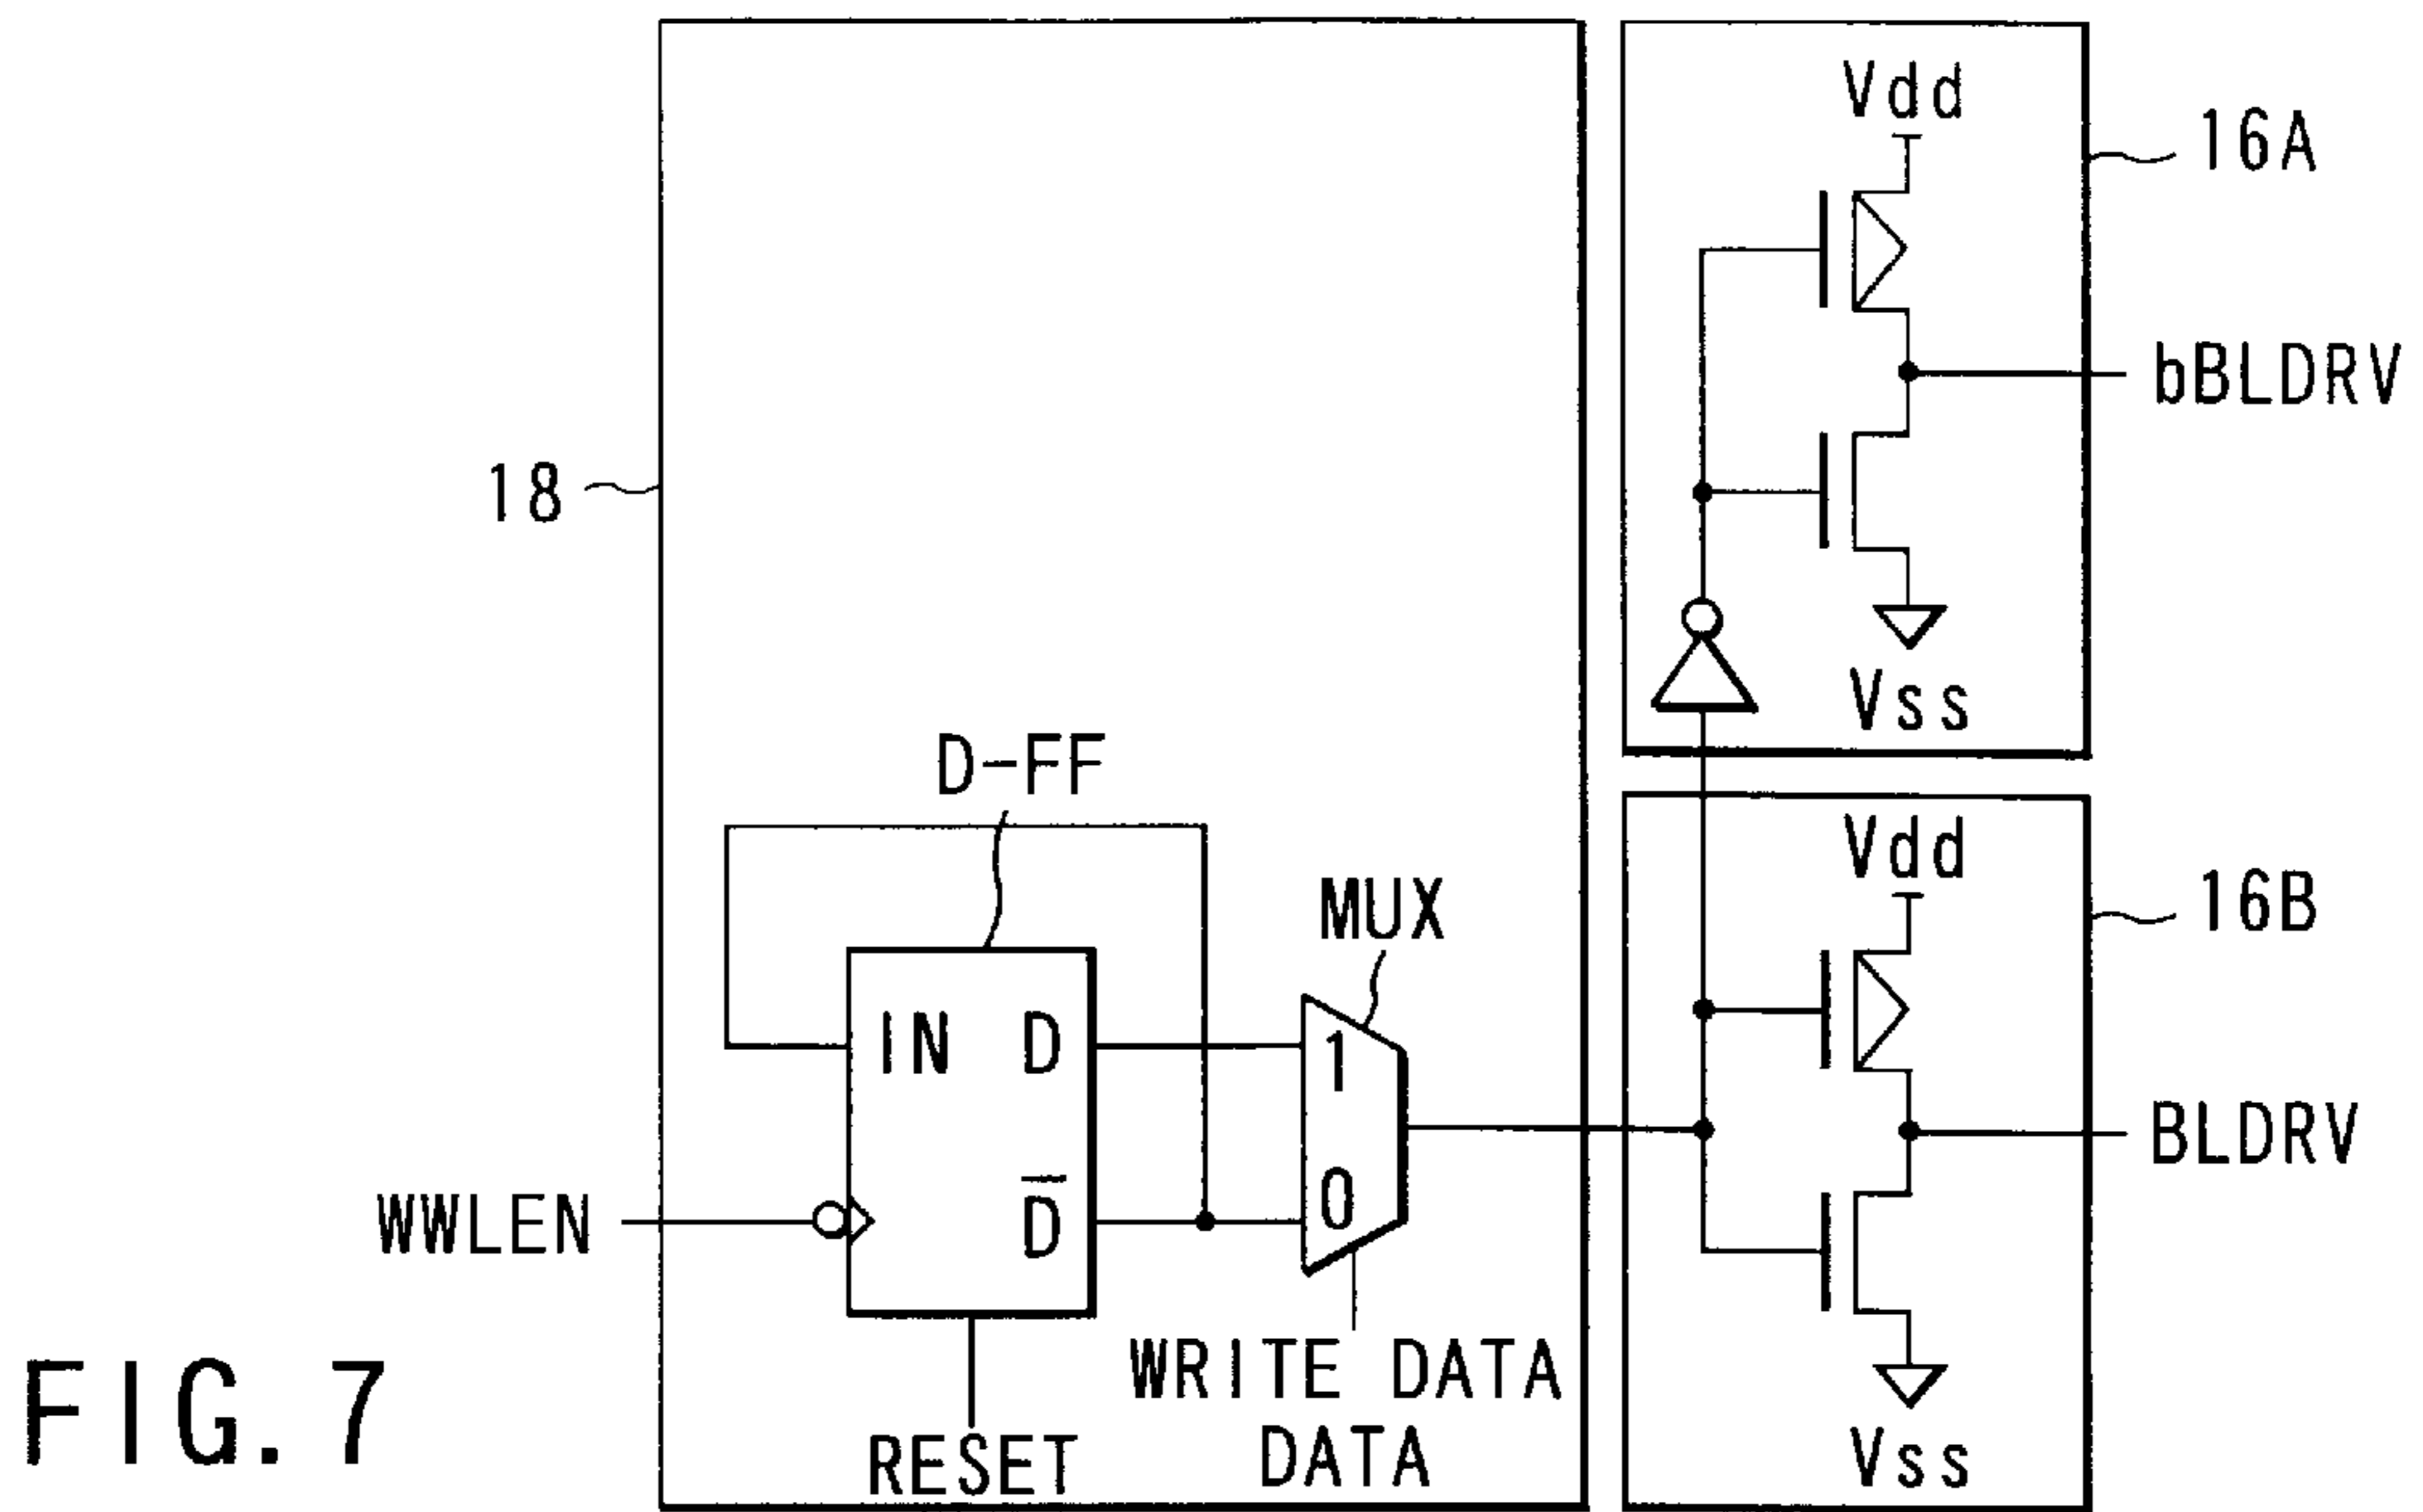 Vdd
16A
bBLDRV
18
Vss
D-FF
Vdd
MUX
16B
IN D
1
BLDRV
WWLEN
D̅
0
WRITE DATA
DATA
RESET
Vss
FIG. 7